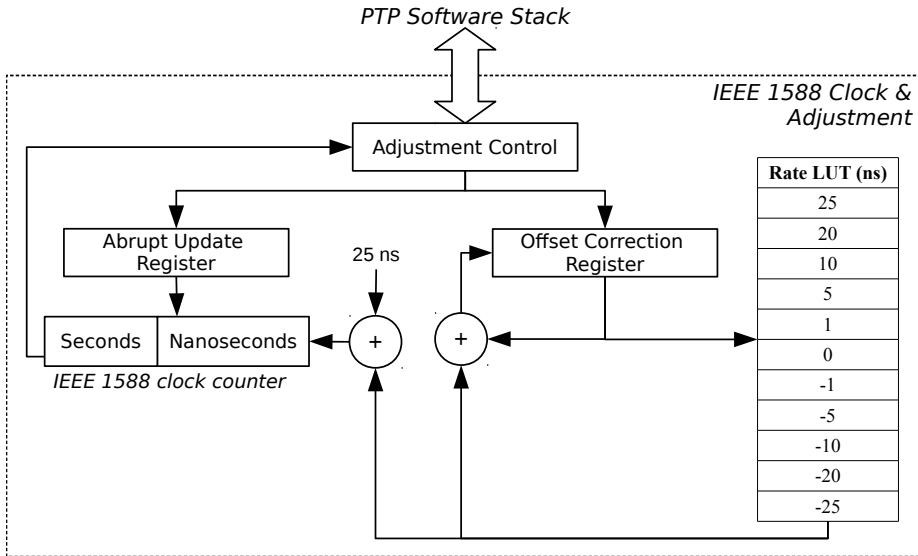 PTP Software Stack
IEEE 1588 Clock &
Adjustment
Adjustment Control
Rate LUT (ns)
25
20
10
5
1
0
-1
-5
-10
-20
-25
Abrupt Update
Register
25 ns
Offset Correction
Register
Seconds
Nanoseconds
+
+
IEEE 1588 clock counter